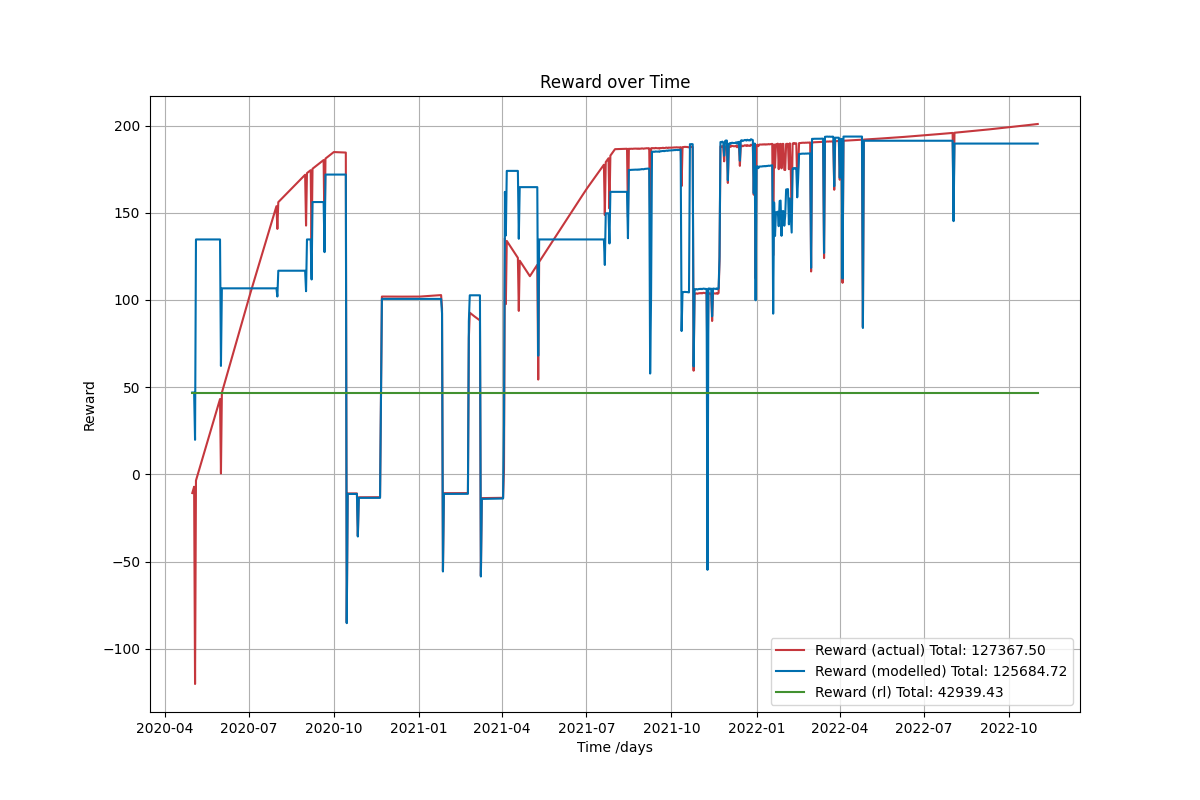 Reward over Time
200
150
100
50
0
−50
−100
Reward
2020-04 2020-07 2020-10 2021-01 2021-04 2021-07 2021-10 2022-01 2022-04 2022-07 2022-10
Time /days
Reward (actual) Total: 127367.50
Reward (modelled) Total: 125684.72
Reward (rl) Total: 42939.43